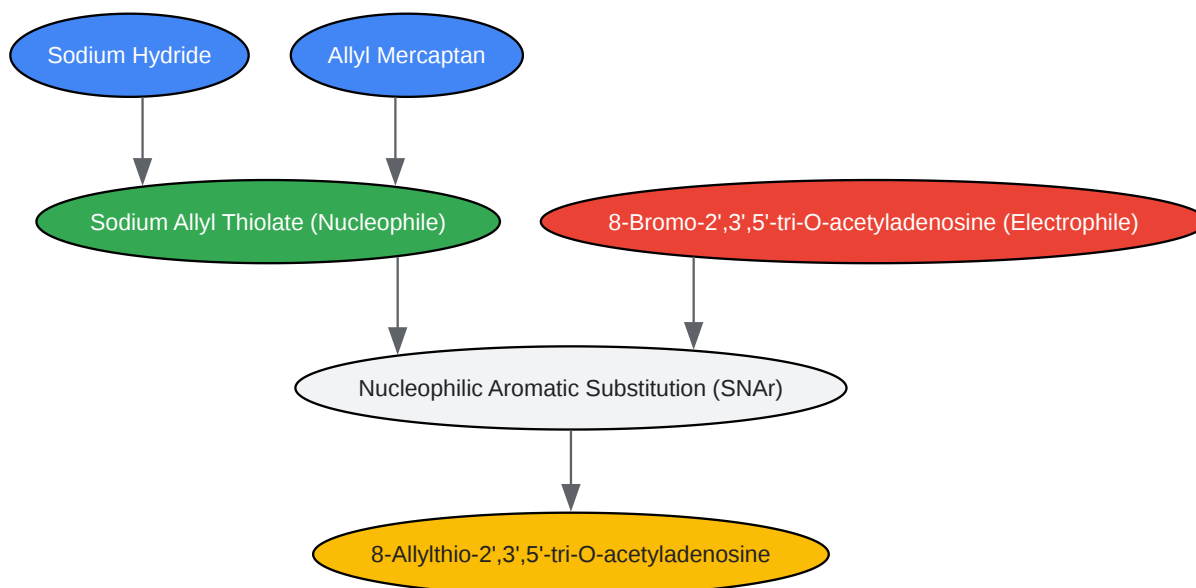 Sodium Hydride
Allyl Mercaptan
Sodium Allyl Thiolate (Nucleophile)
8-Bromo-2',3',5'-tri-O-acetyladenosine (Electrophile)
Nucleophilic Aromatic Substitution (SNAr)
8-Allylthio-2',3',5'-tri-O-acetyladenosine